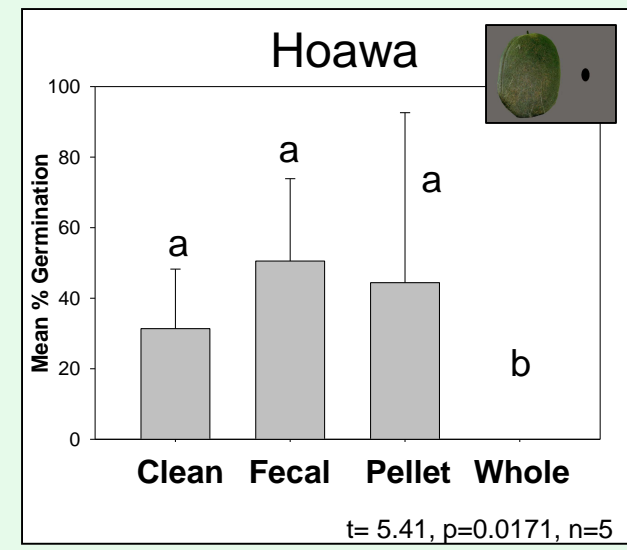 Hoawa
100
80
60
40
20
0
Mean % Germination
a
a
a
b
Clean Fecal Pellet Whole
t= 5.41, p=0.0171, n=5